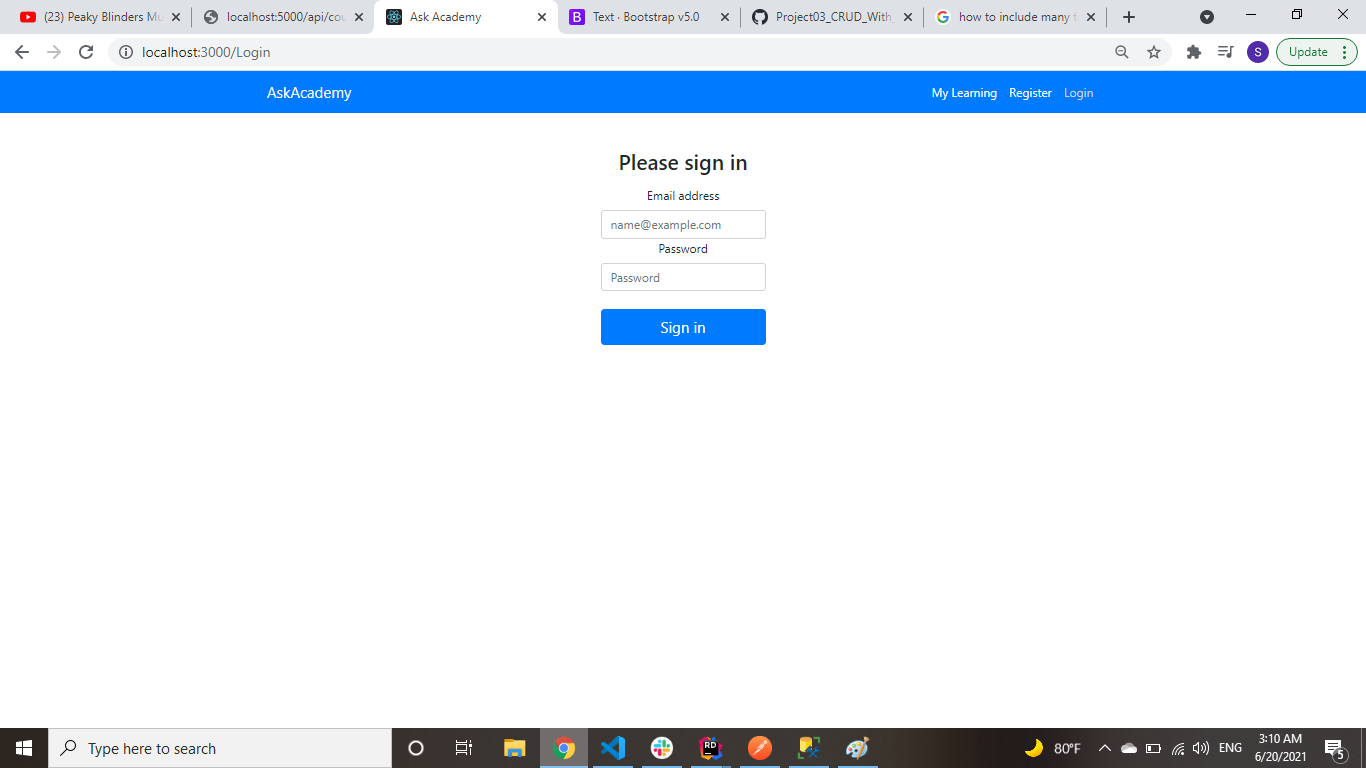 (23) Peaky Blinders Mu
localhost:5000/api/cou
Ask Academy
Text · Bootstrap v5.0
Project03_CRUD_With_
how to include many t
localhost:3000/Login
S
Update
AskAcademy
My Learning Register Login
Please sign in
Email address
name@example.com
Password
Password
Sign in
Type here to search
RD
80°F
ENG
3:10 AM
6/20/2021
5